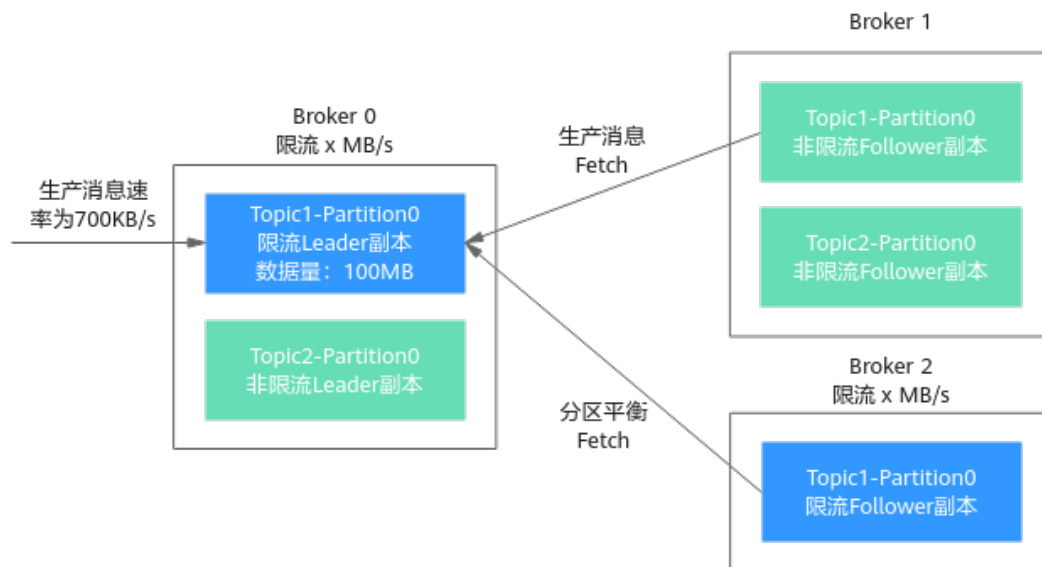 Broker 1
Topic1-Partition0
非限流Follower副本
Topic2-Partition0
非限流Follower副本
Broker 0
限流 x MB/s
生产消息
Fetch
生产消息速
率为700KB/s
Topic1-Partition0
限流Leader副本
数据量：100MB
Topic2-Partition0
非限流Leader副本
Broker 2
限流 x MB/s
分区平衡
Fetch
Topic1-Partition0
限流Follower副本